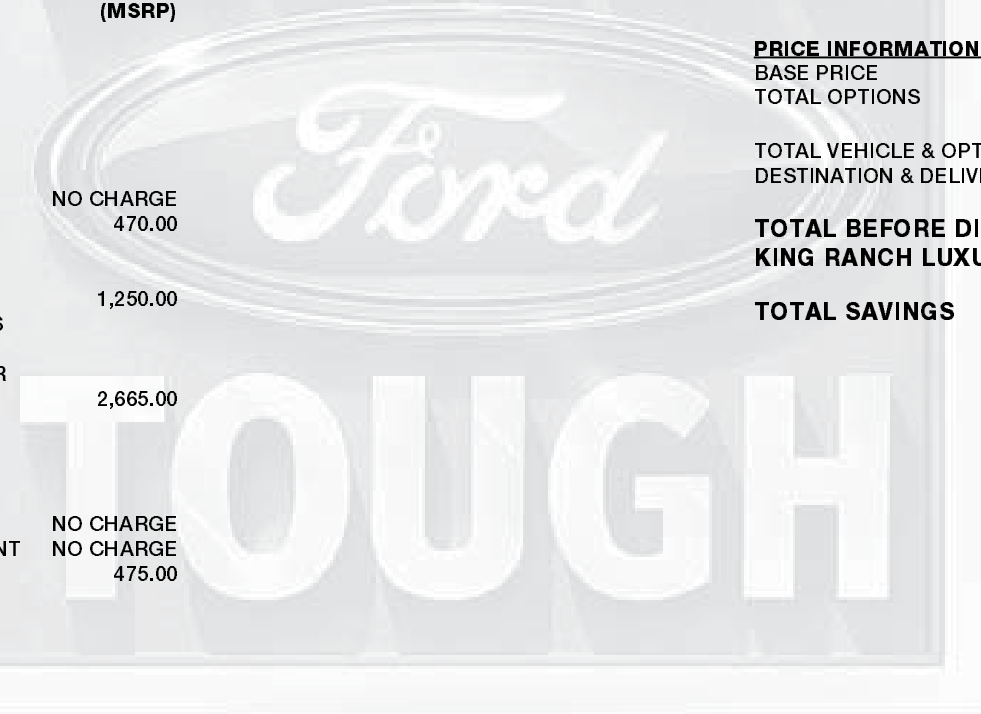 (MSRP)
NO CHARGE
470.00
1,250.00
S
R
2,665.00
NO CHARGE
NT NO CHARGE
475.00
Ford
TOUGH
PRICE INFORMATION
BASE PRICE
TOTAL OPTIONS
TOTAL VEHICLE & OPT
DESTINATION & DELIV
TOTAL BEFORE DI
KING RANCH LUXU
TOTAL SAVINGS